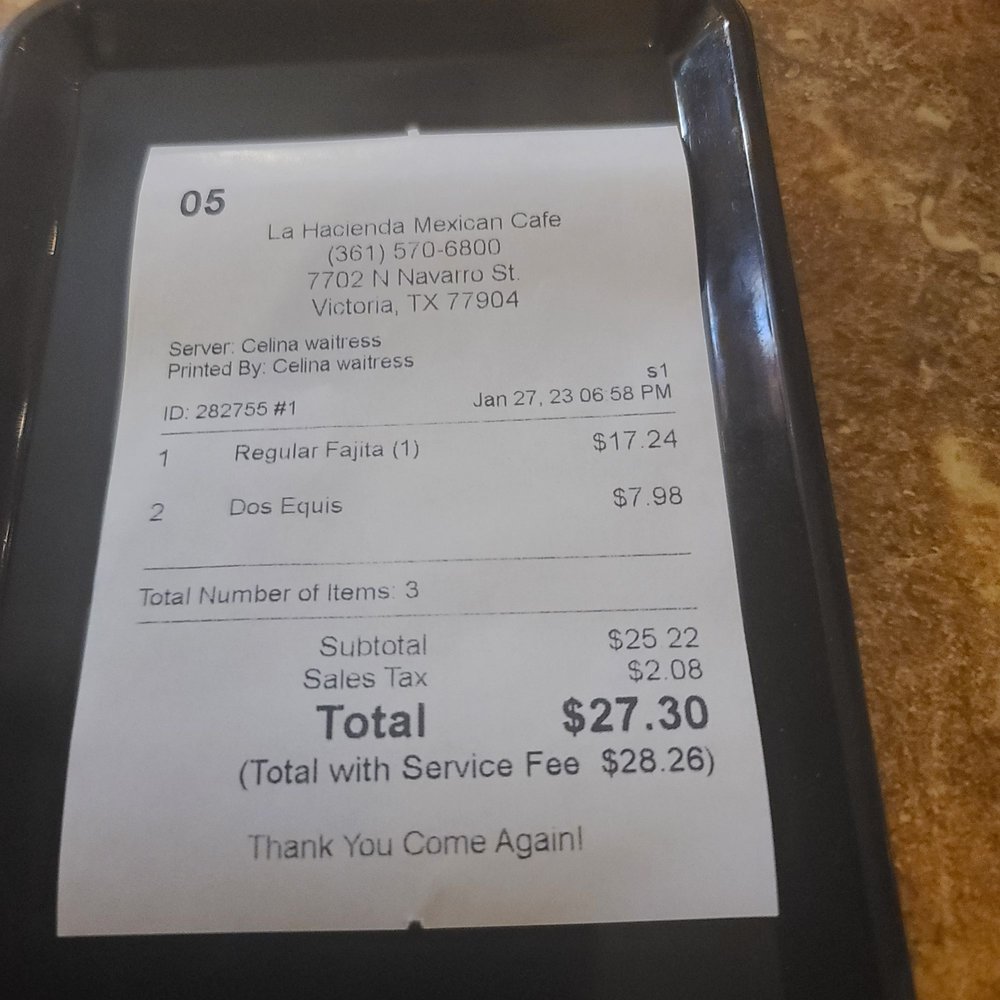 05
La Hacienda Mexican Cafe
(361) 570-6800
7702 N Navarro St.
Victoria, TX 77904
Server: Celina waitress
Printed By: Celina waitress
s1
ID: 282755 #1 Jan 27, 23 06:58 PM
1 Regular Fajita (1) $17.24
2 Dos Equis $7.98
Total Number of Items: 3
Subtotal $25.22
Sales Tax $2.08
Total $27.30
(Total with Service Fee $28.26)
Thank You Come Again!